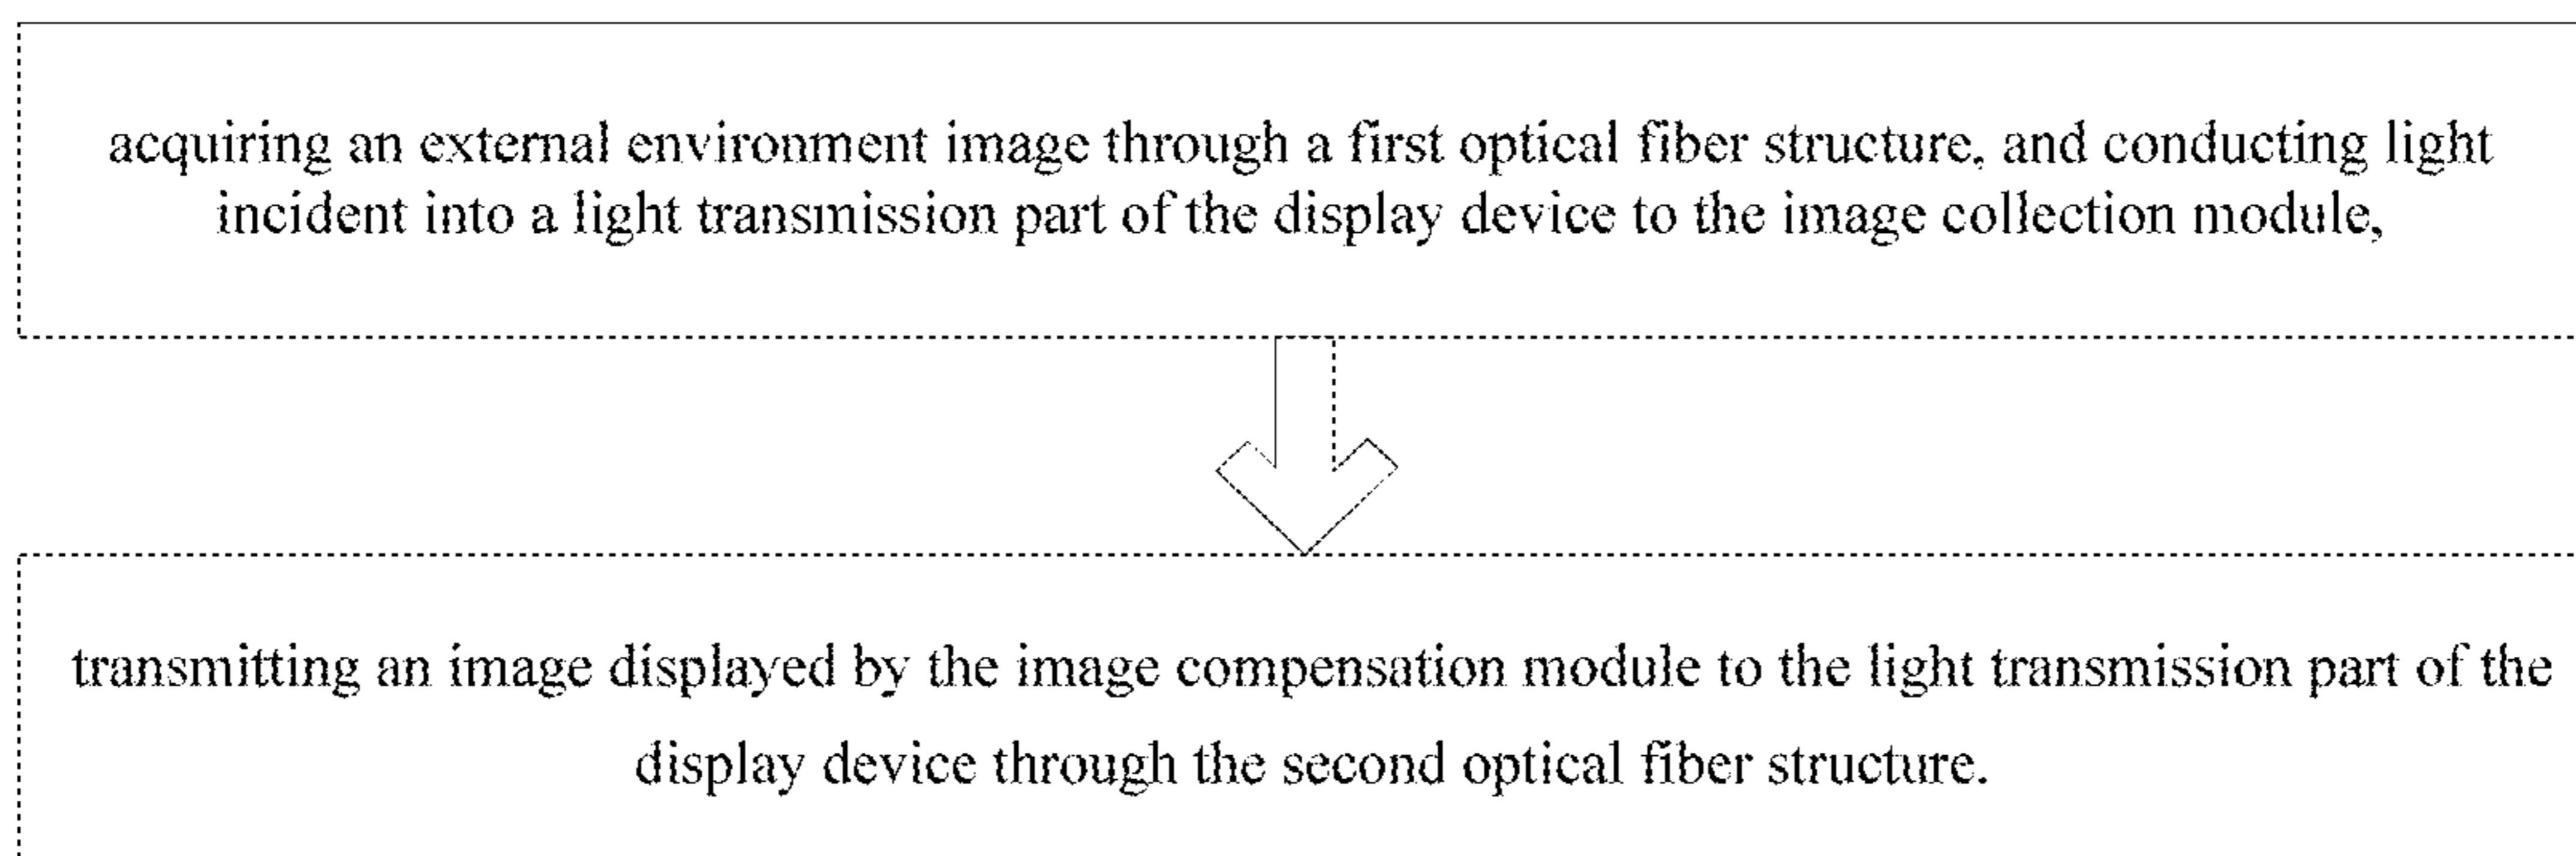 acquiring an external environment image through a first optical fiber structure, and conducting light
incident into a light transmission part of the display device to the image collection module,
transmitting an image displayed by the image compensation module to the light transmission part of the
display device through the second optical fiber structure.